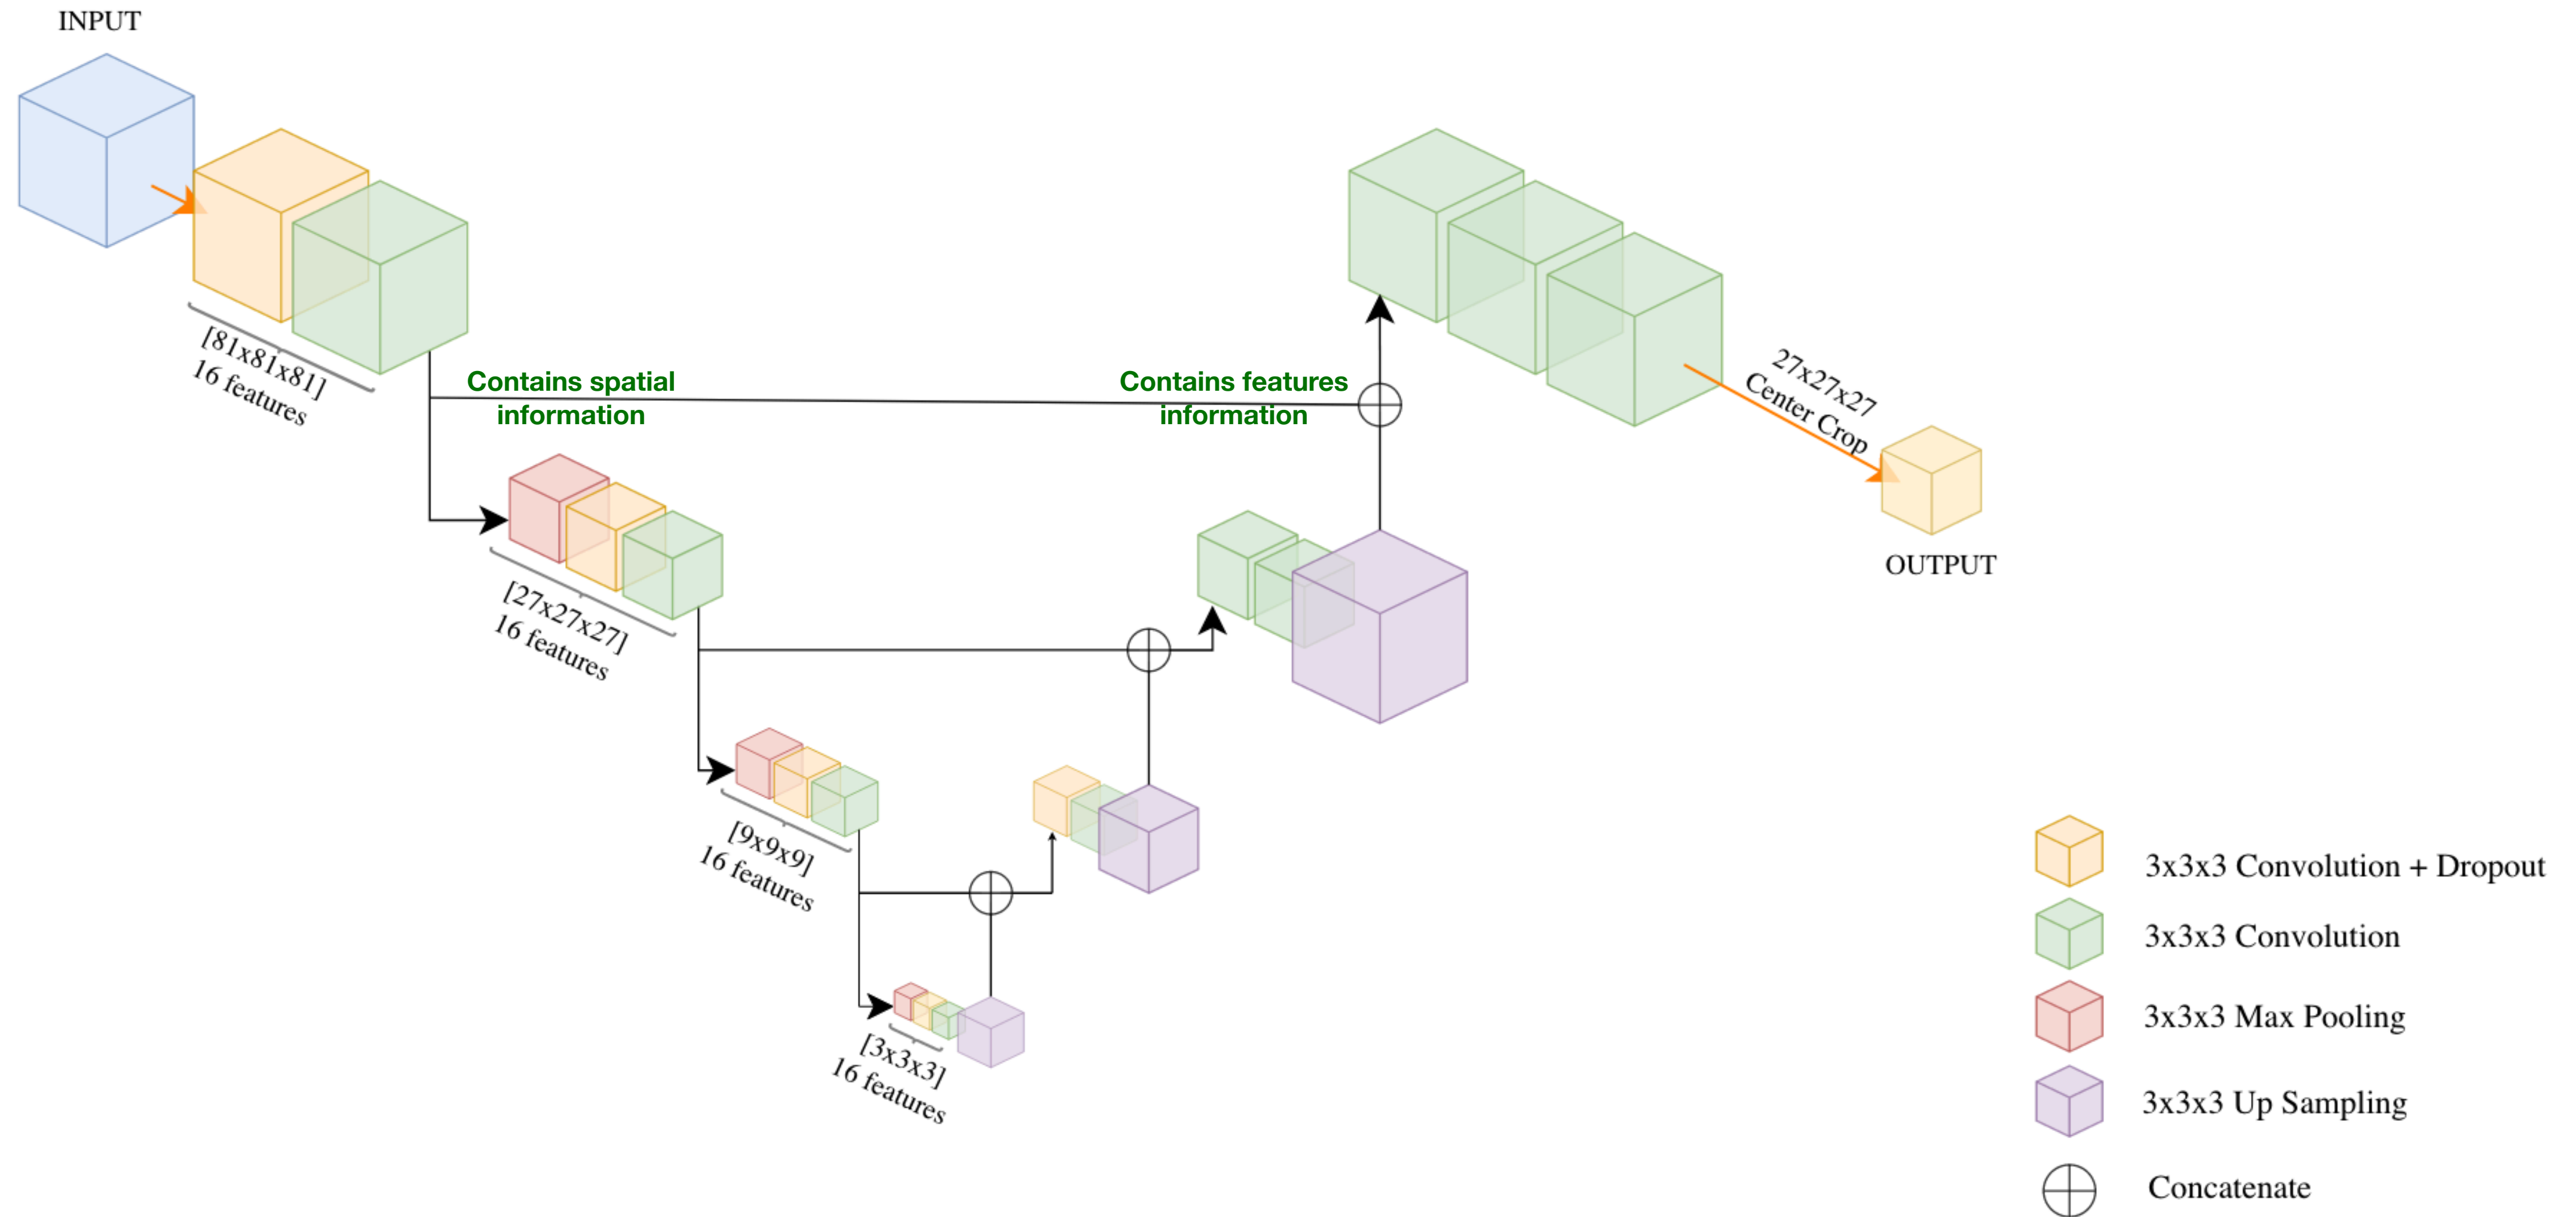 INPUT
[81x81x81]
16 features
Contains spatial
information
Contains features
information
27x27x27
Center Crop
OUTPUT
[27x27x27]
16 features
[9x9x9]
16 features
[3x3x3]
16 features
3x3x3 Convolution + Dropout
3x3x3 Convolution
3x3x3 Max Pooling
3x3x3 Up Sampling
Concatenate